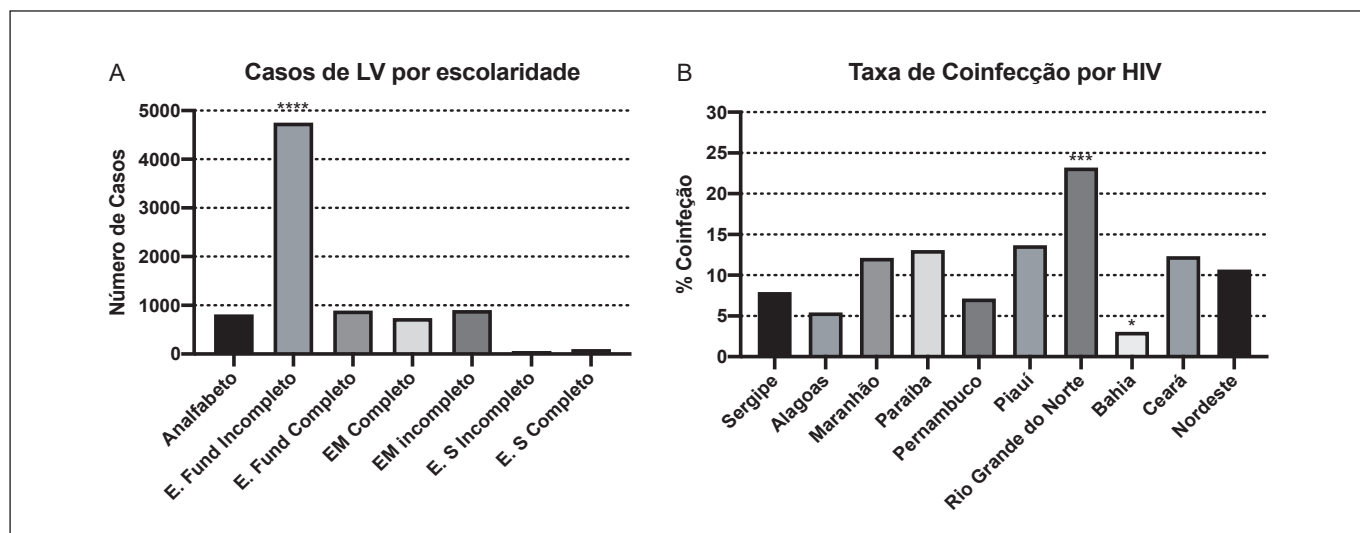 A
Casos de LV por escolaridade
Número de Casos
5000
4000
3000
2000
1000
0
****
Analfabeto
E. Fund Incompleto
E. Fund Completo
EM Completo
EM incompleto
E. S Incompleto
E. S Completo
B
Taxa de Coinfecção por HIV
% Coinfeção
30
25
20
15
10
5
0
***
*
Sergipe
Alagoas
Maranhão
Paraíba
Pernambuco
Piauí
Rio Grande do Norte
Bahia
Ceará
Nordeste